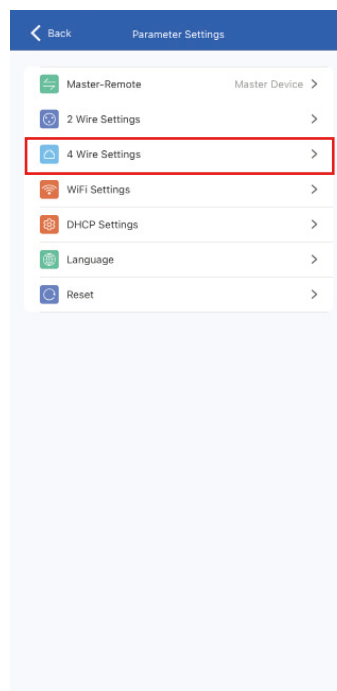 Back Parameter Settings
Master-Remote Master Device
2 Wire Settings
4 Wire Settings
WiFi Settings
DHCP Settings
Language
Reset